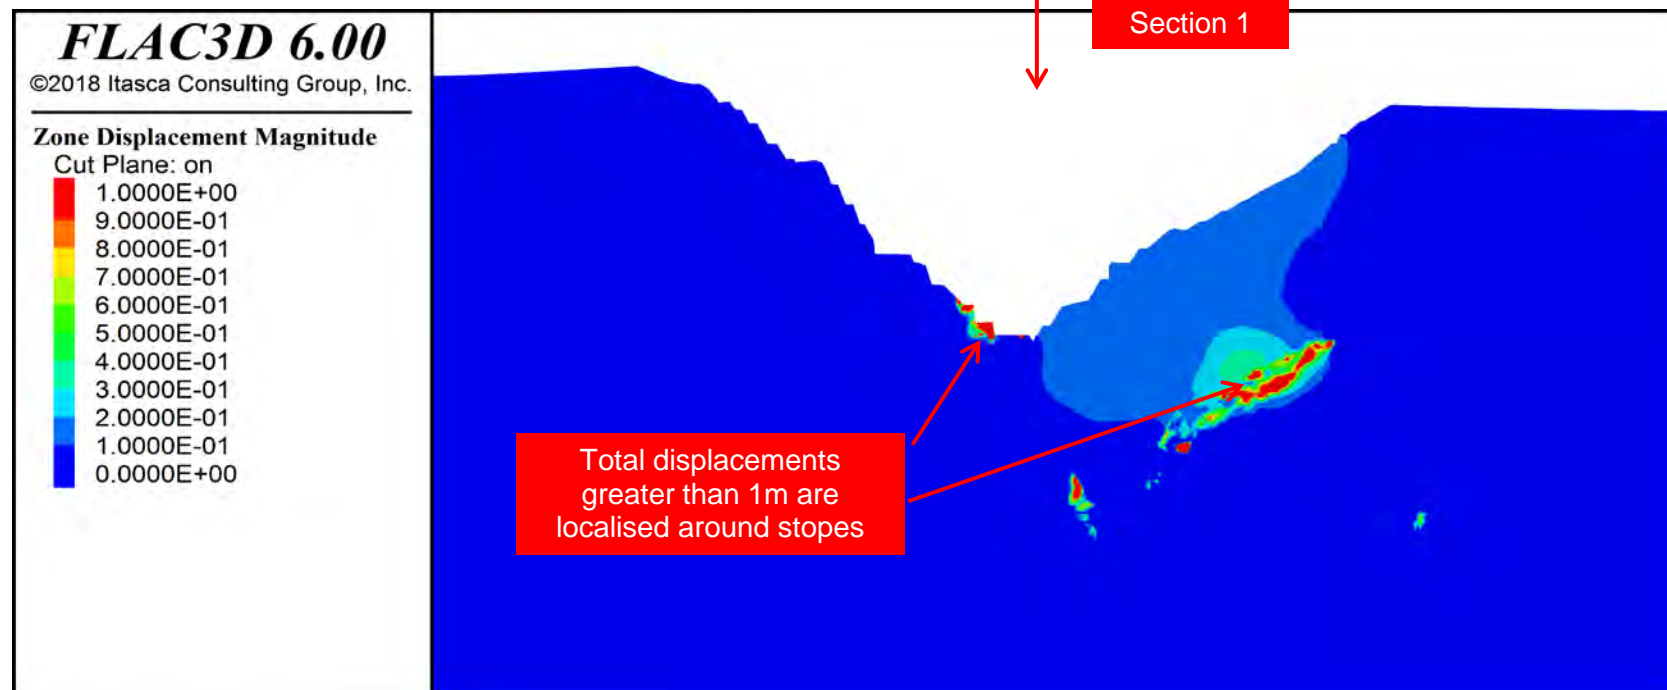 FLAC3D 6.00
©2018 Itasca Consulting Group, Inc.
Zone Displacement Magnitude
Cut Plane: on
1.0000E+00
9.0000E-01
8.0000E-01
7.0000E-01
6.0000E-01
5.0000E-01
4.0000E-01
3.0000E-01
2.0000E-01
1.0000E-01
0.0000E+00
Section 1
Total displacements
greater than 1m are
localised around stopes